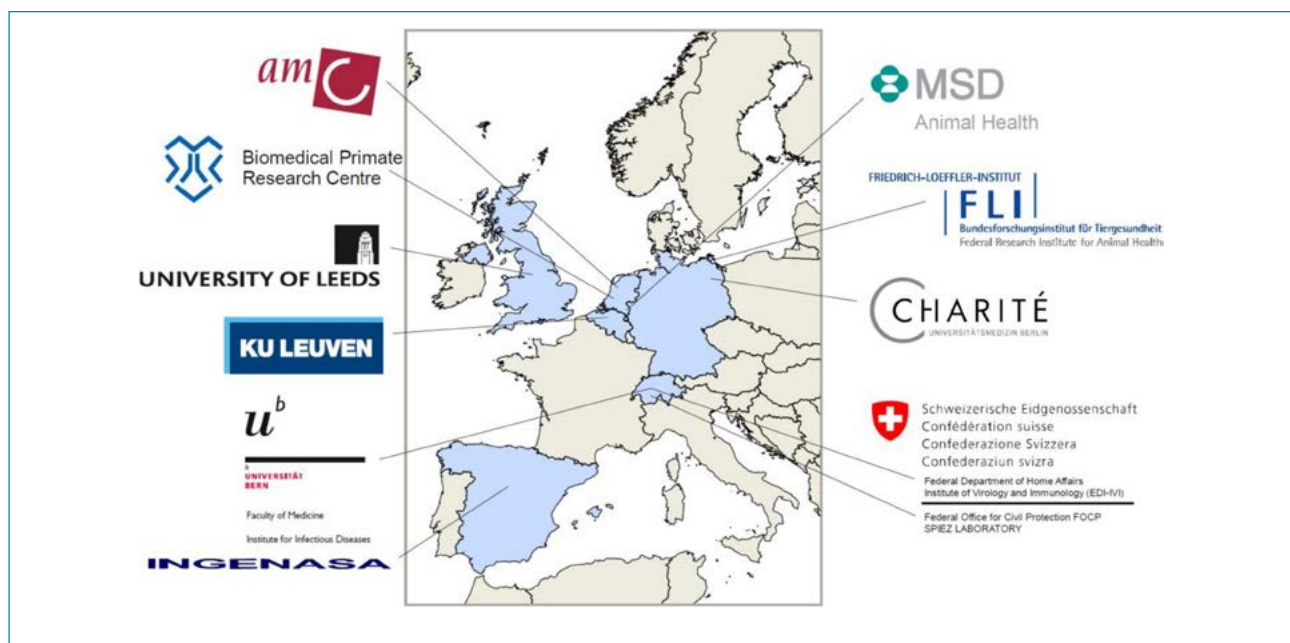 amC
Biomedical Primate
Research Centre
UNIVERSITY OF LEEDS
KU LEUVEN
u^b
b
UNIVERSITÄT
BERN
Faculty of Medicine
Institute for Infectious Diseases
INGENASA
MSD
Animal Health
FRIEDRICH-LOEFFLER-INSTITUT
FLI
Bundesforschungsinstitut für Tiergesundheit
Federal Research Institute for Animal Health
CHARITÉ
UNIVERSITÄTSMEDIZIN BERLIN
Schweizerische Eidgenossenschaft
Confédération suisse
Confederazione Svizzera
Confederaziun svizra
Federal Department of Home Affairs
Institute of Virology and Immunology (EDI-IVI)
Federal Office for Civil Protection FOCP
SPIEZ LABORATORY